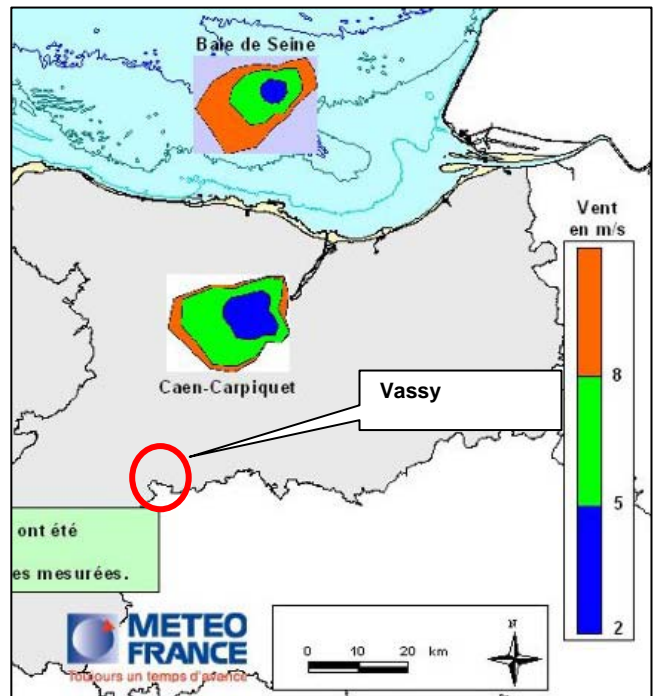 Baie de Seine
Vent
en m/s
8
5
2
Caen-Carpiquet
Vassy
ont été
es mesurées.
METEO
FRANCE
Toujours un temps d'avance
N
0 10 20 km